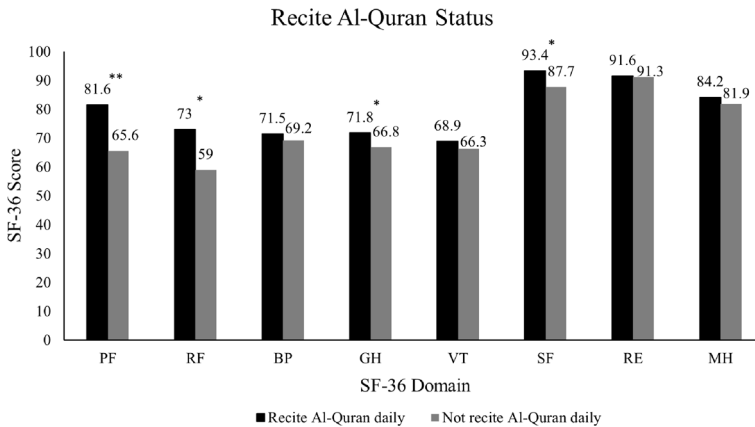 Recite Al-Quran Status
SF-36 Score
100
90
80
70
60
50
40
30
20
10
0
81.6 ** 65.6
73 * 59
71.5 69.2
71.8 * 66.8
68.9 66.3
93.4 * 87.7
91.6 91.3
84.2 81.9
PF RF BP GH VT SF RE MH
SF-36 Domain
Recite Al-Quran daily Not recite Al-Quran daily